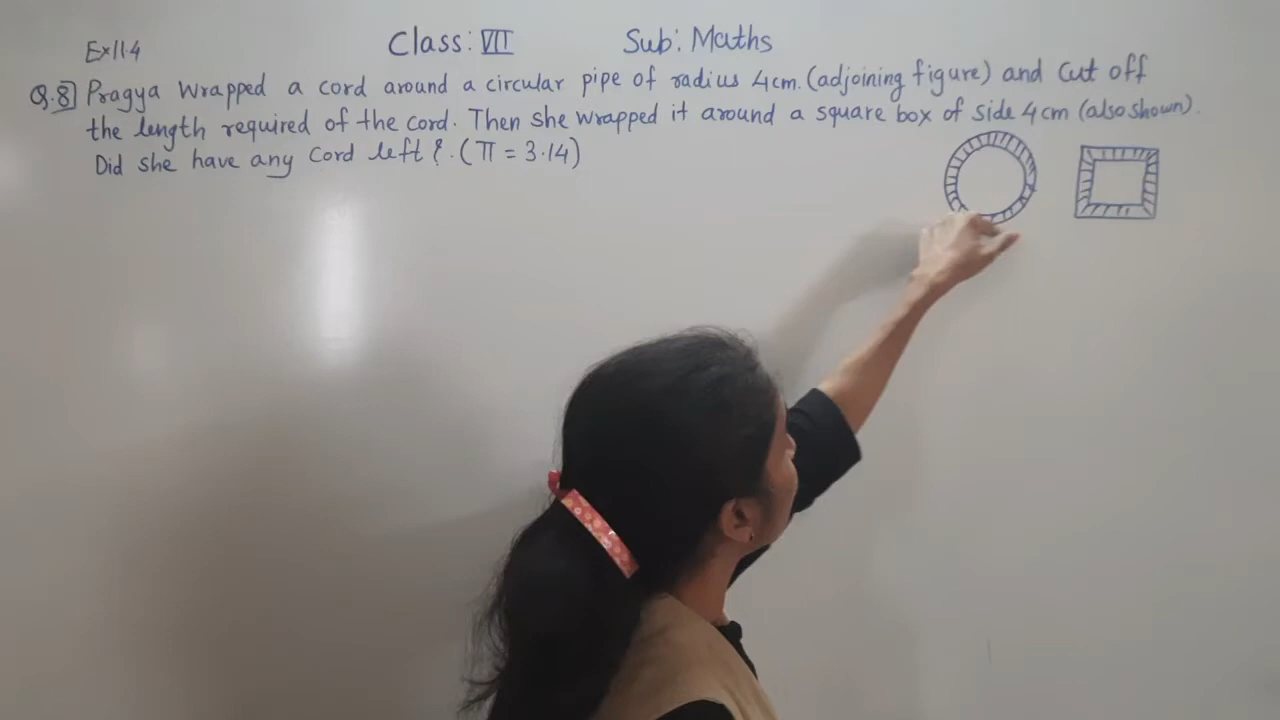 Ex 11.4
Class: VII
Sub: Maths
Q.8] Pragya wrapped a cord around a circular pipe of radius 4cm. (adjoining figure) and cut off
the length required of the cord. Then she wrapped it around a square box of side 4cm (also shown).
Did she have any cord left?. (π = 3.14)